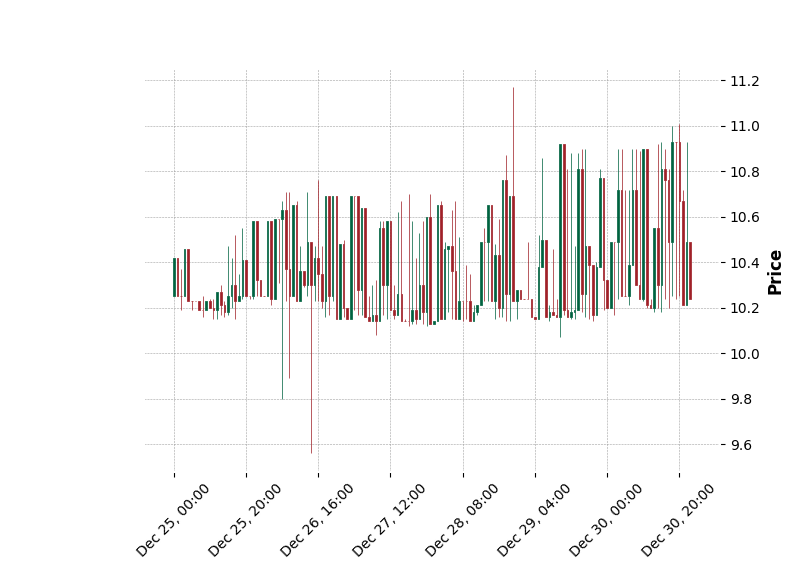 11.2
11.0
10.8
10.6
10.4
10.2
10.0
9.8
9.6
Price
Dec 25, 00:00
Dec 25, 20:00
Dec 26, 16:00
Dec 27, 12:00
Dec 28, 08:00
Dec 29, 04:00
Dec 30, 00:00
Dec 30, 20:00